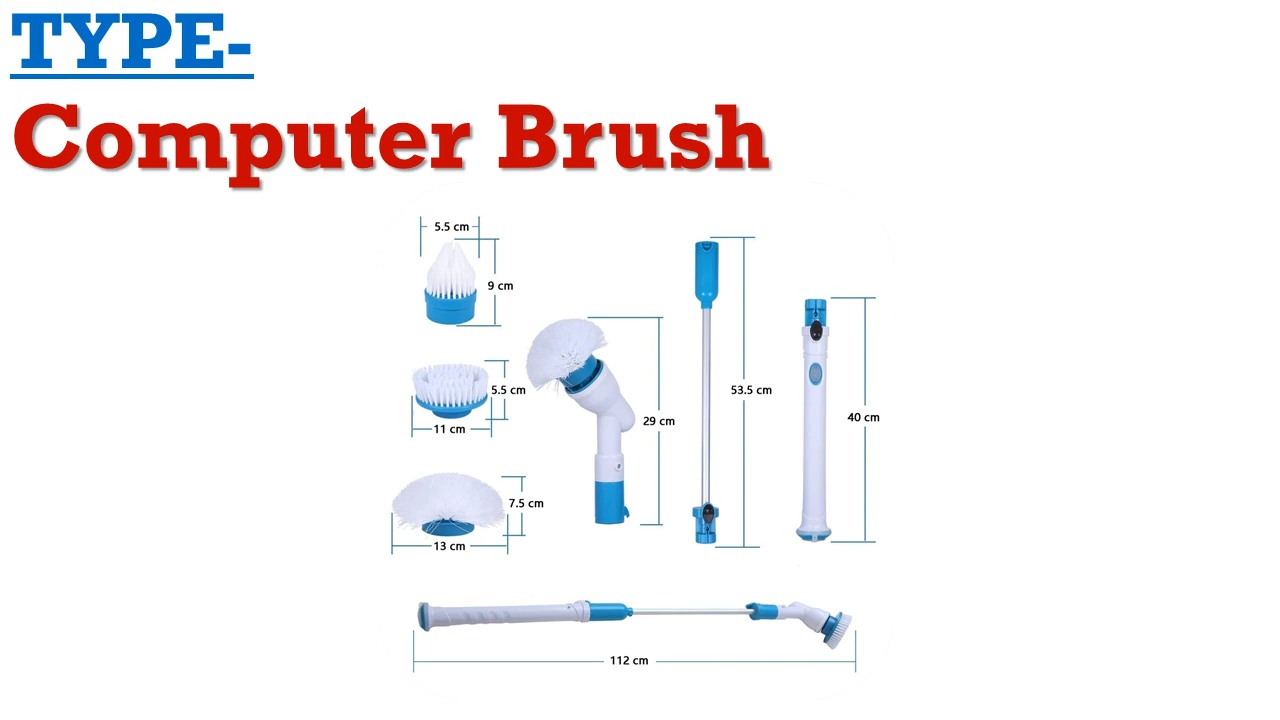 TYPE-
Computer Brush
5.5 cm
9 cm
5.5 cm
11 cm
7.5 cm
13 cm
29 cm
53.5 cm
40 cm
112 cm